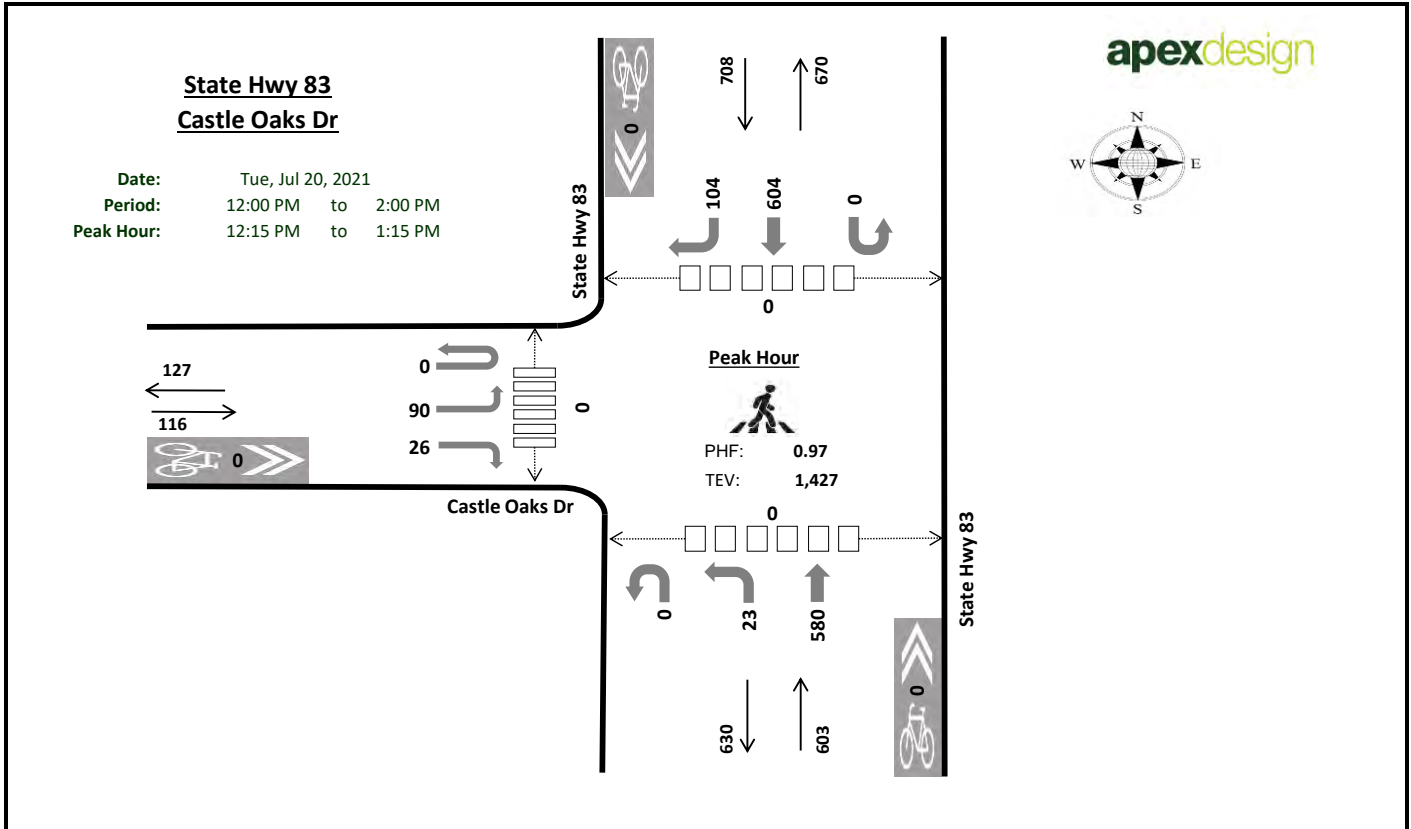 apexdesign
State Hwy 83
Castle Oaks Dr
Date: Tue, Jul 20, 2021
Period: 12:00 PM to 2:00 PM
Peak Hour: 12:15 PM to 1:15 PM
N
W E
S
708 670
0
104 604 0
State Hwy 83
0
127
116
0
0
90
26
0
Castle Oaks Dr
Peak Hour
PHF: 0.97
TEV: 1,427
0
0 23 580
State Hwy 83
0
630 603